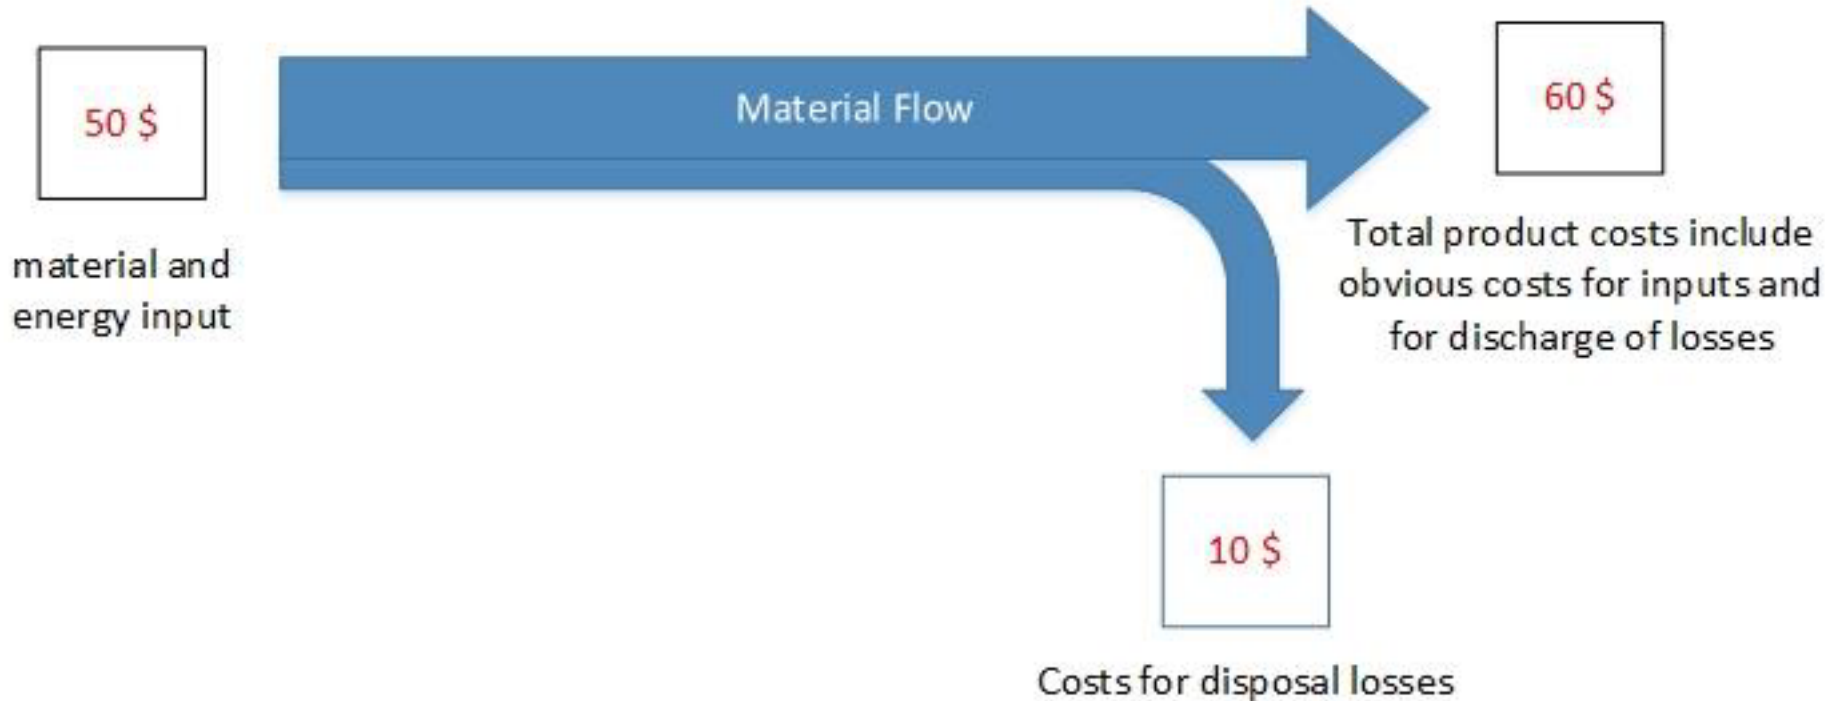 50 $
material and
energy input
Material Flow
60 $
Total product costs include
obvious costs for inputs and
for discharge of losses
10 $
Costs for disposal losses